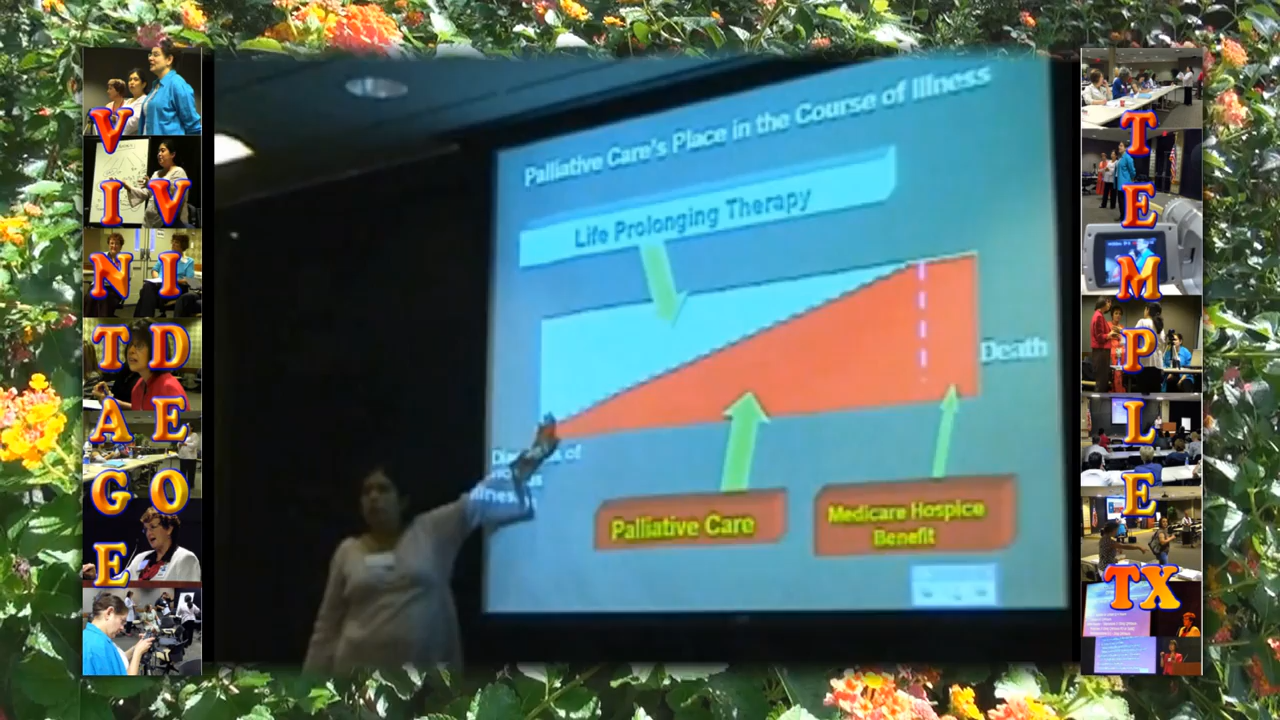 VINTAGE
VIDEO
Palliative Care's Place in the Course of Illness
Life Prolonging Therapy
Death
of
Palliative Care
Medicare Hospice
Benefit
TEMPLE
TX